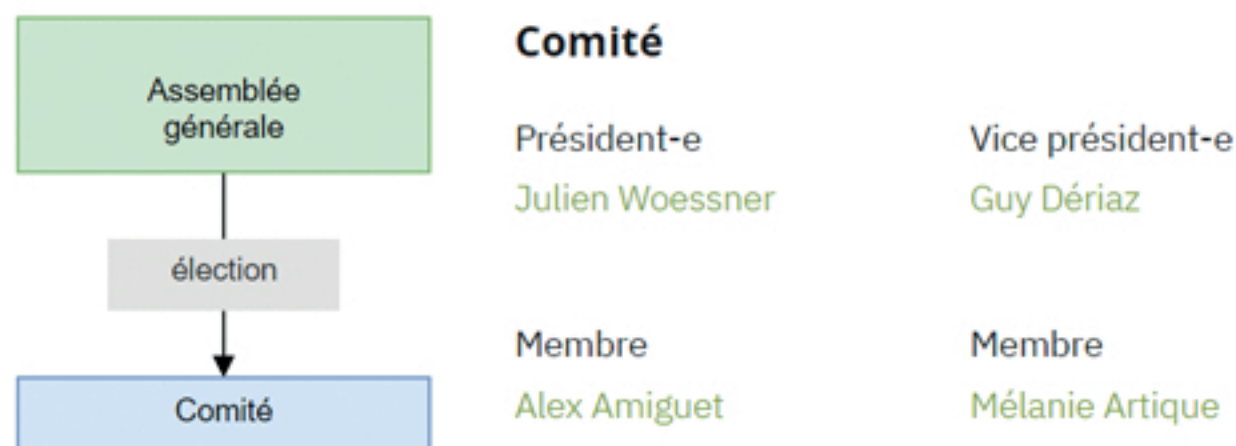 Assemblée
générale
élection
Comité
Comité
Président-e
Julien Woessner
Vice président-e
Guy Dériaz
Membre
Alex Amiguet
Membre
Mélanie Artique